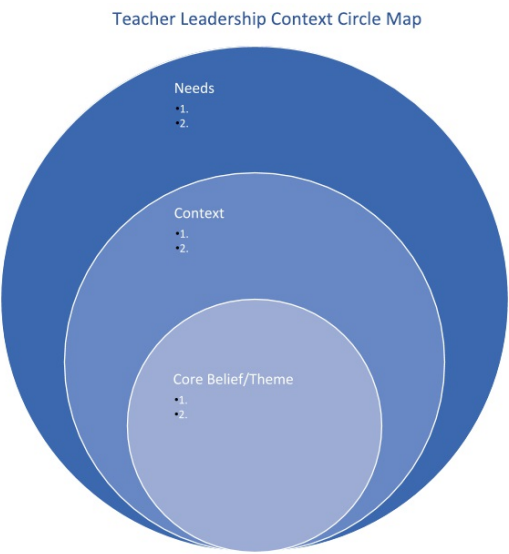 Teacher Leadership Context Circle Map
Needs
•1.
•2.
Context
•1.
•2.
Core Belief/Theme
•1.
•2.